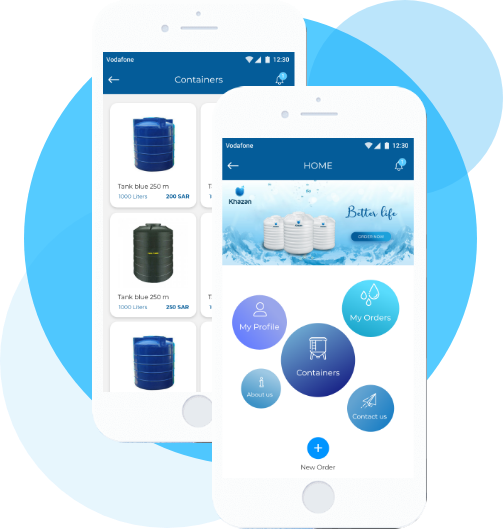 Vodafone
12:30
Containers
Tank blue 250 m
1000 Liters
200 SAR
Tank blue 250 m
1000 Liters
250 SAR
Vodafone
12:30
HOME
Khazan
Better life
My Profile
My Orders
Containers
About us
Contact us
+
New Order